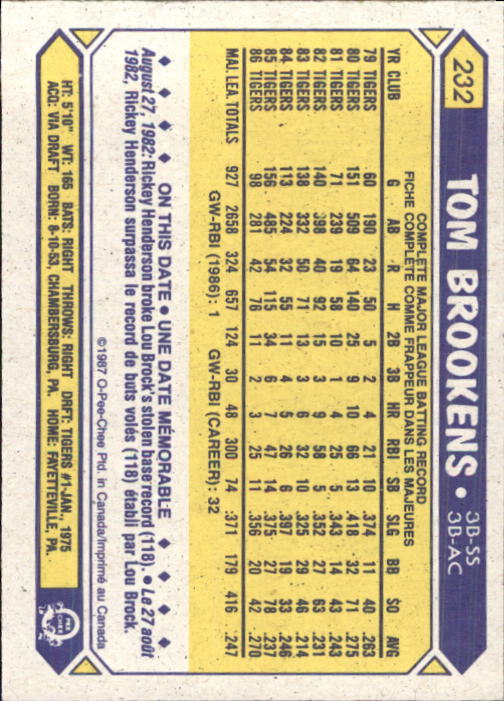 232 TOM BROOKENS • 3B-SS
3B-AC
COMPLETE MAJOR LEAGUE BATTING RECORD
FICHE COMPLÈTE COMME FRAPPEUR DANS LES MAJEURES
YR CLUB G AB R H 2B 3B HR RBI SB SLG BB SO AVG
79 TIGERS 60 190 23 50 5 2 4 21 10 .374 11 40 .263
80 TIGERS 151 509 64 140 25 9 10 66 13 .418 32 71 .275
81 TIGERS 71 239 19 58 10 1 4 25 5 .343 14 43 .243
82 TIGERS 140 398 40 92 15 3 9 58 5 .352 27 63 .231
83 TIGERS 138 332 50 71 13 3 6 32 10 .325 29 46 .214
84 TIGERS 113 224 32 55 11 4 5 26 6 .397 19 33 .246
85 TIGERS 156 485 54 115 34 6 7 47 14 .375 27 78 .237
86 TIGERS 98 281 42 76 11 2 3 25 11 .356 20 42 .270
MAJ. LEA. TOTALS 927 2658 324 657 124 30 48 300 74 .371 179 416 .247
GW-RBI (1986): 1 GW-RBI (CAREER): 32
ON THIS DATE • UNE DATE MÉMORABLE
August 27, 1982: Rickey Henderson broke Lou Brock's stolen base record (118). • Le 27 août
1982, Rickey Henderson surpassa le record de buts volés (118) établi par Lou Brock.
©1987 O-Pee-Chee Ptd. in Canada/Imprimé au Canada
HT: 5'10" WT: 165 BATS: RIGHT THROWS: RIGHT DRFT: TIGERS #1-JAN., 1975
ACQ: VIA DRAFT BORN: 8-10-53, CHAMBERSBURG, PA. HOME: FAYETTEVILLE, PA.
O
PEE
CHEE